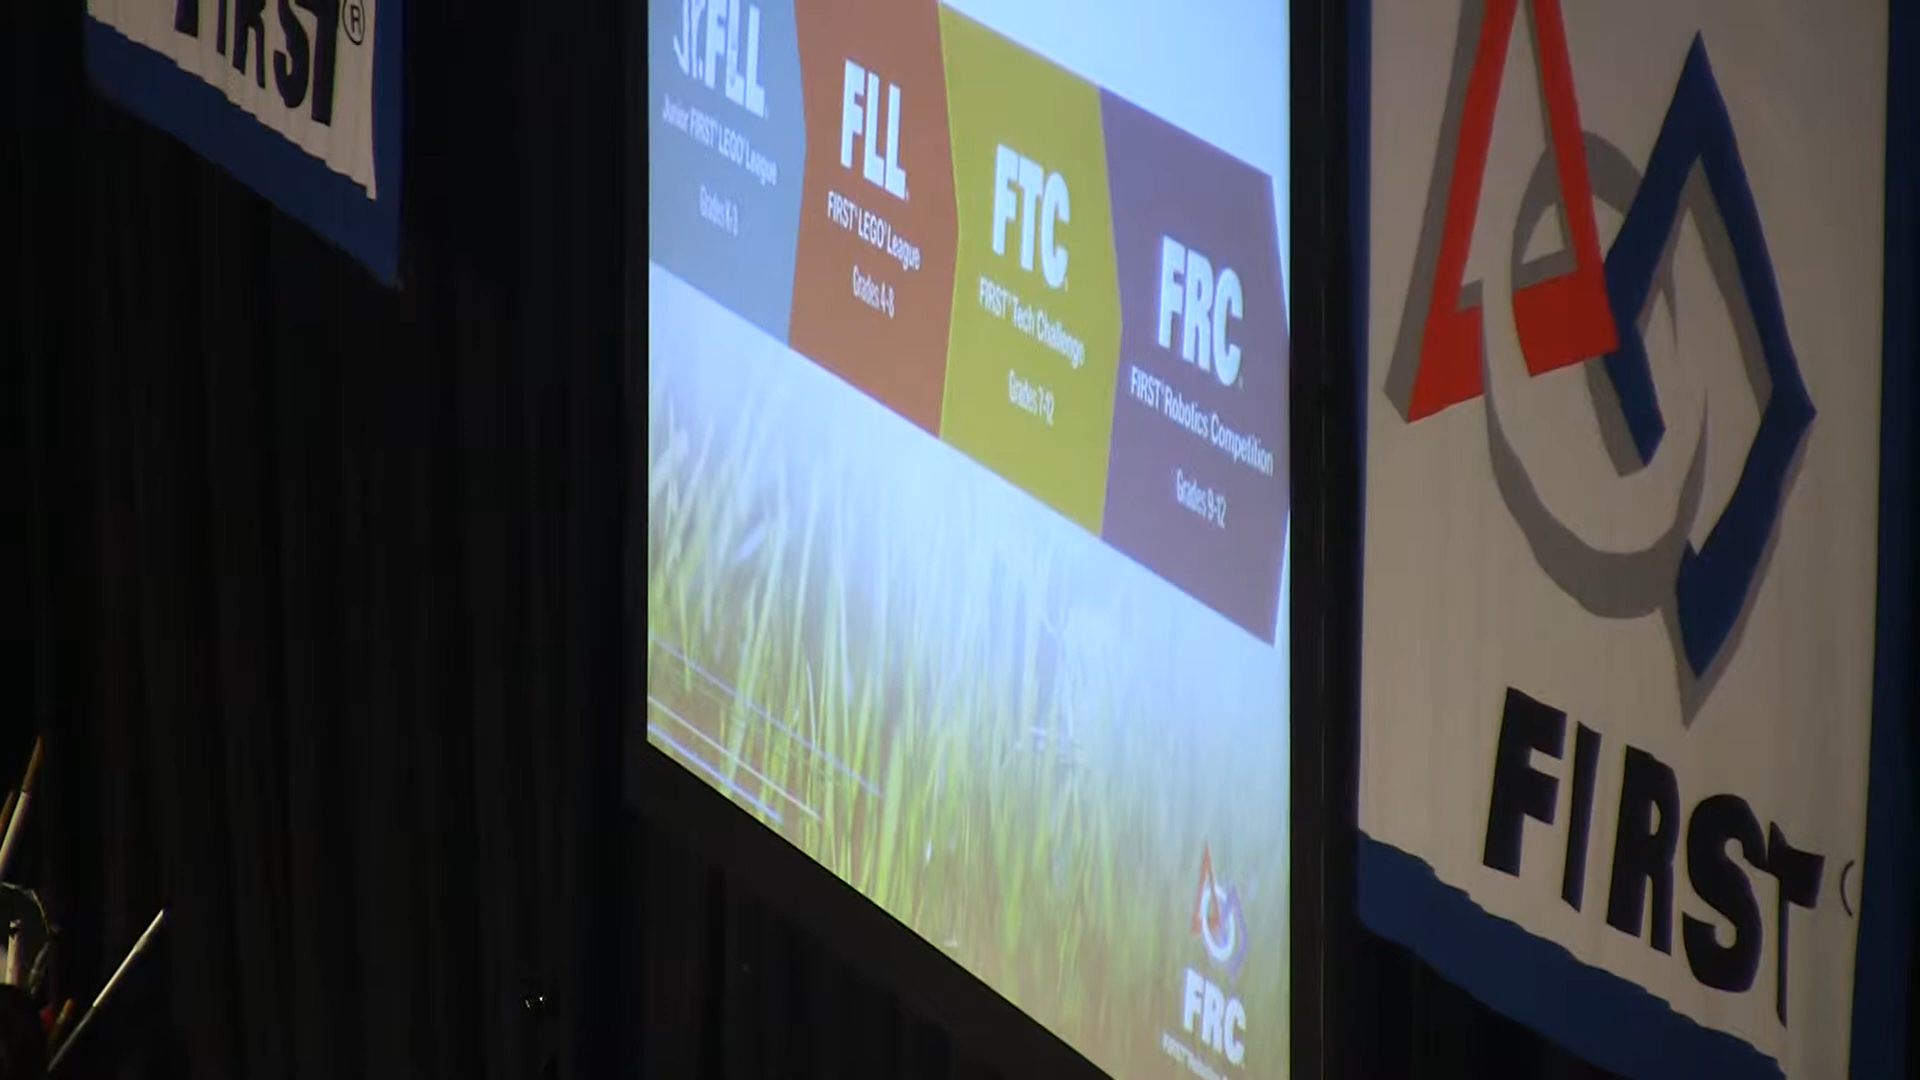 FIRST®
Jr.FLL
Junior FIRST® LEGO® League
Grades K-3
FLL
FIRST® LEGO® League
Grades 4-8
FTC
FIRST® Tech Challenge
Grades 7-12
FRC
FIRST® Robotics Competition
Grades 9-12
FRC
FIRST